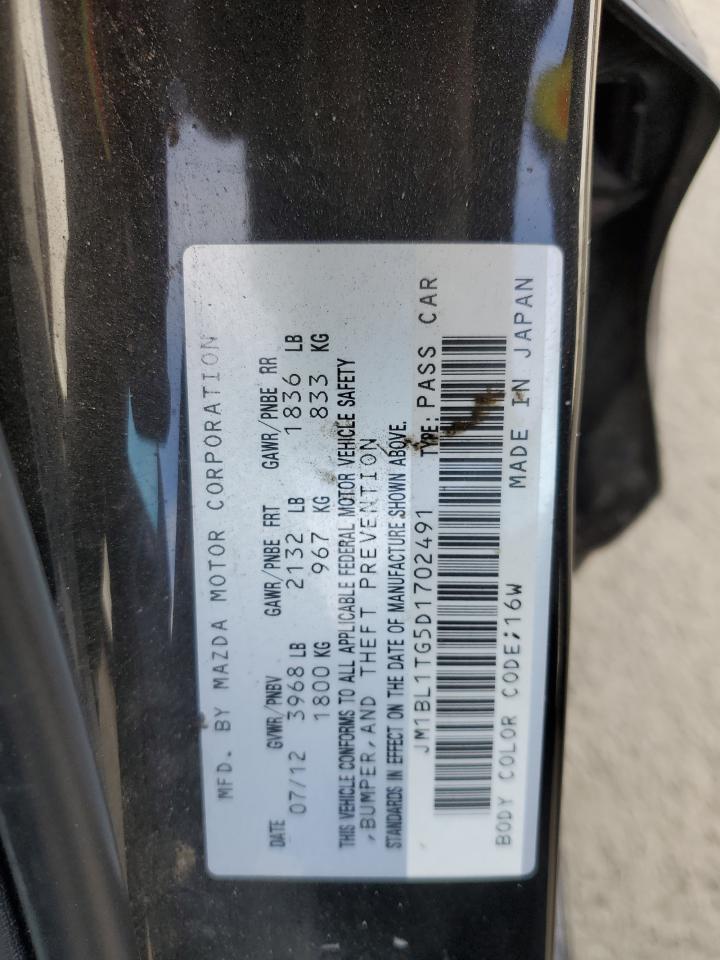 MFD. BY MAZDA MOTOR CORPORATION
DATE GVWR/PNBV GAWR/PNBE FRT GAWR/PNBE RR
07/12 3968 LB 2132 LB 1836 LB
1800 KG 967 KG 833 KG
THIS VEHICLE CONFORMS TO ALL APPLICABLE FEDERAL MOTOR VEHICLE SAFETY
,BUMPER,AND THEFT PREVENTION
STANDARDS IN EFFECT ON THE DATE OF MANUFACTURE SHOWN ABOVE.
JM1BL1TG5D1702491 TYPE: PASS CAR
BODY COLOR CODE;16W MADE IN JAPAN